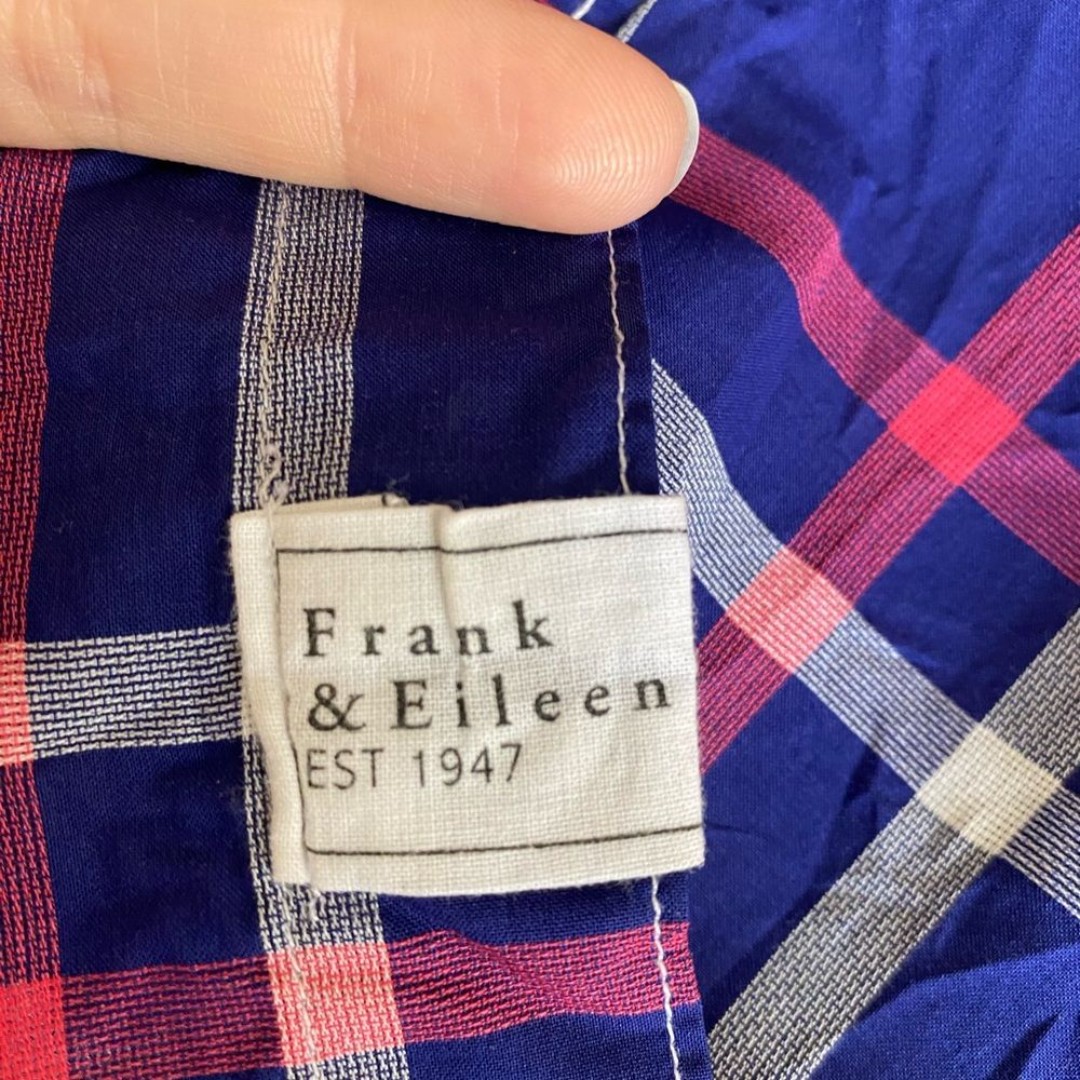 Frank
& Eileen
EST 1947